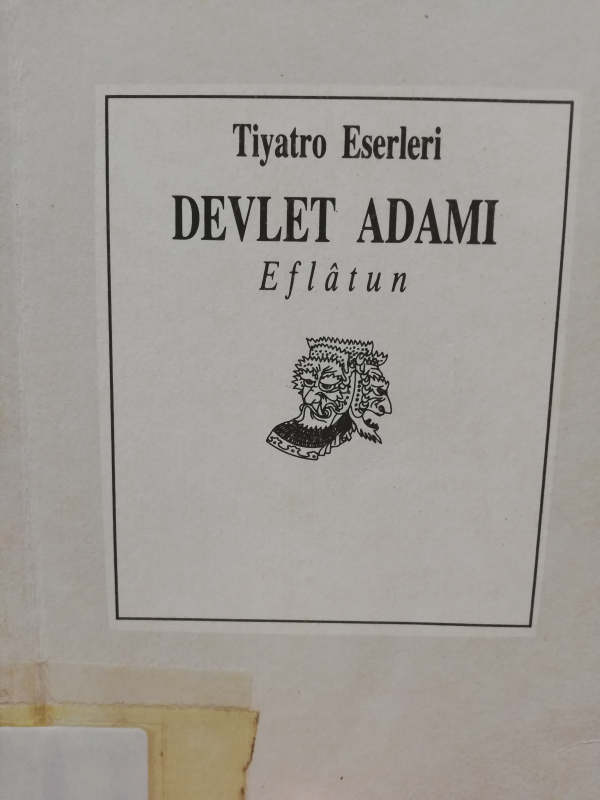 Tiyatro Eserleri
DEVLET ADAMI
Eflâtun